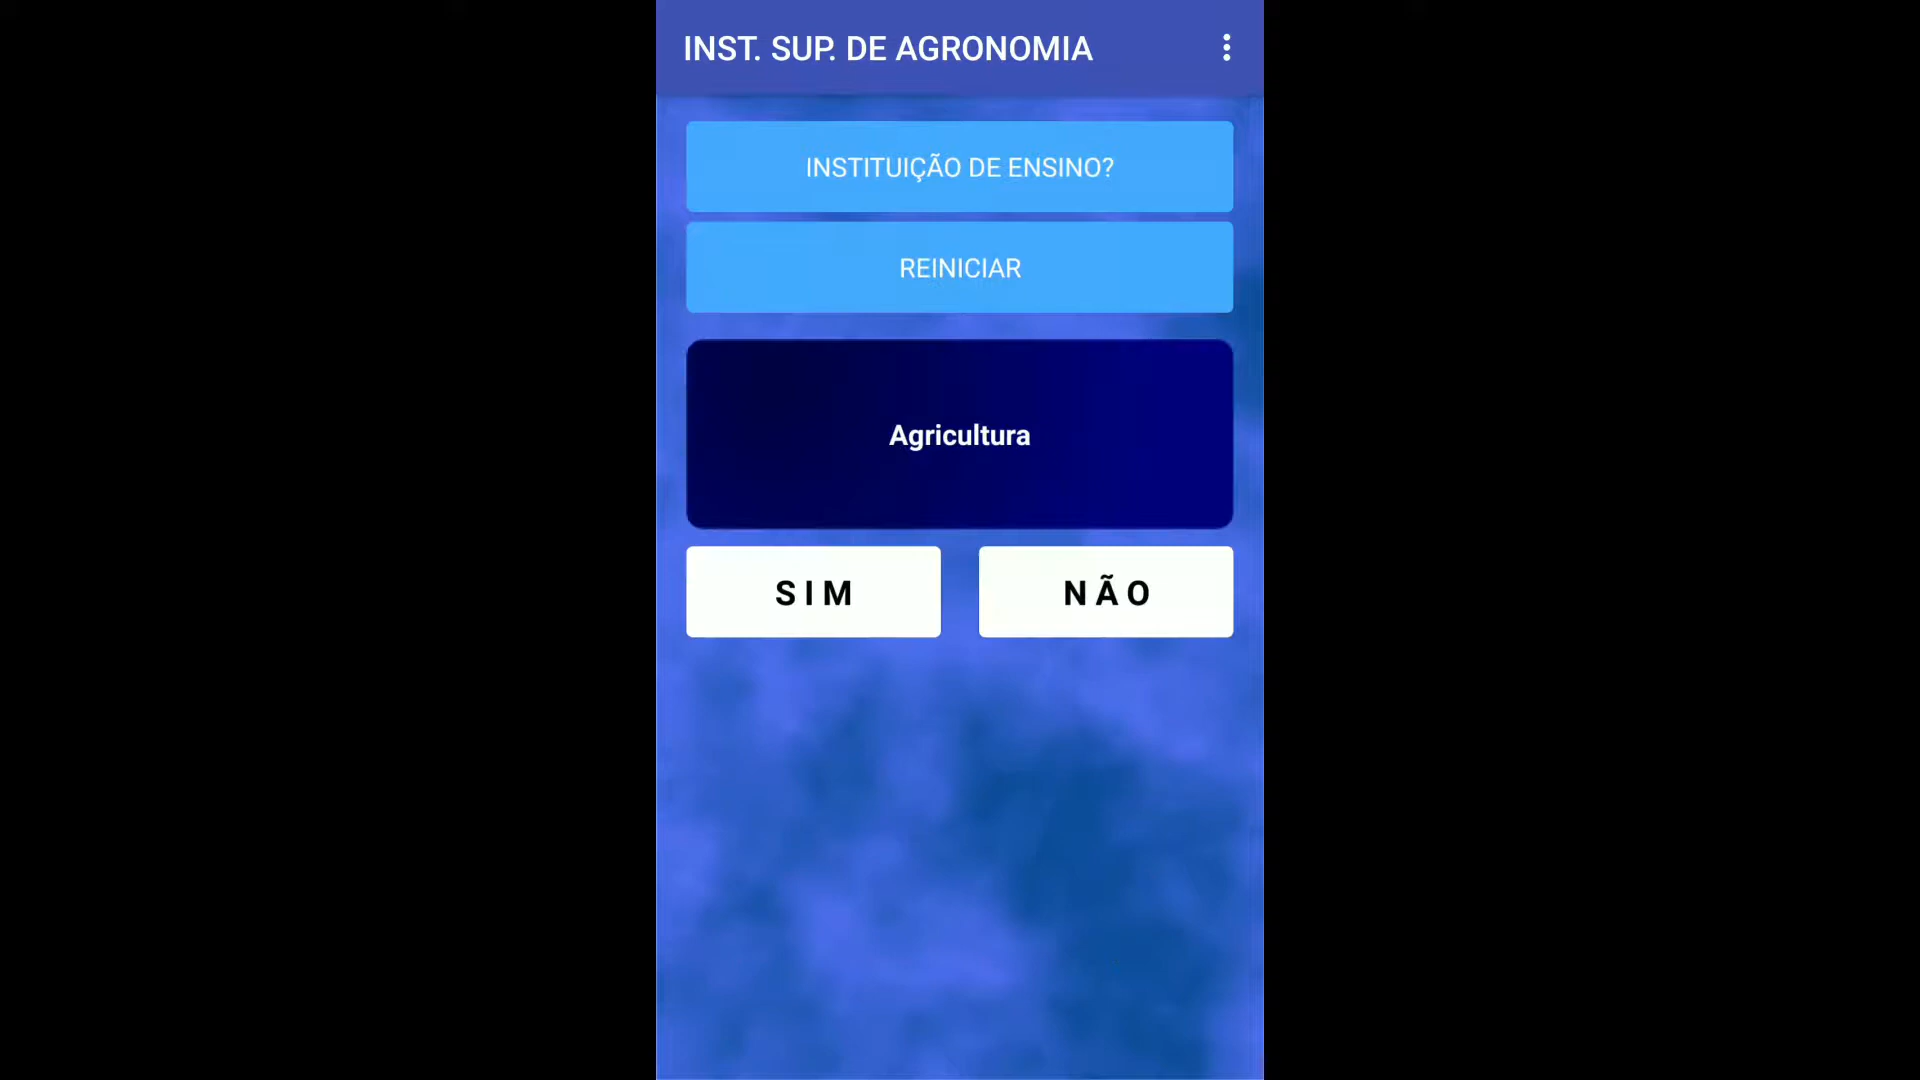 INST. SUP. DE AGRONOMIA
INSTITUIÇÃO DE ENSINO?
REINICIAR
Agricultura
SIM NÃO